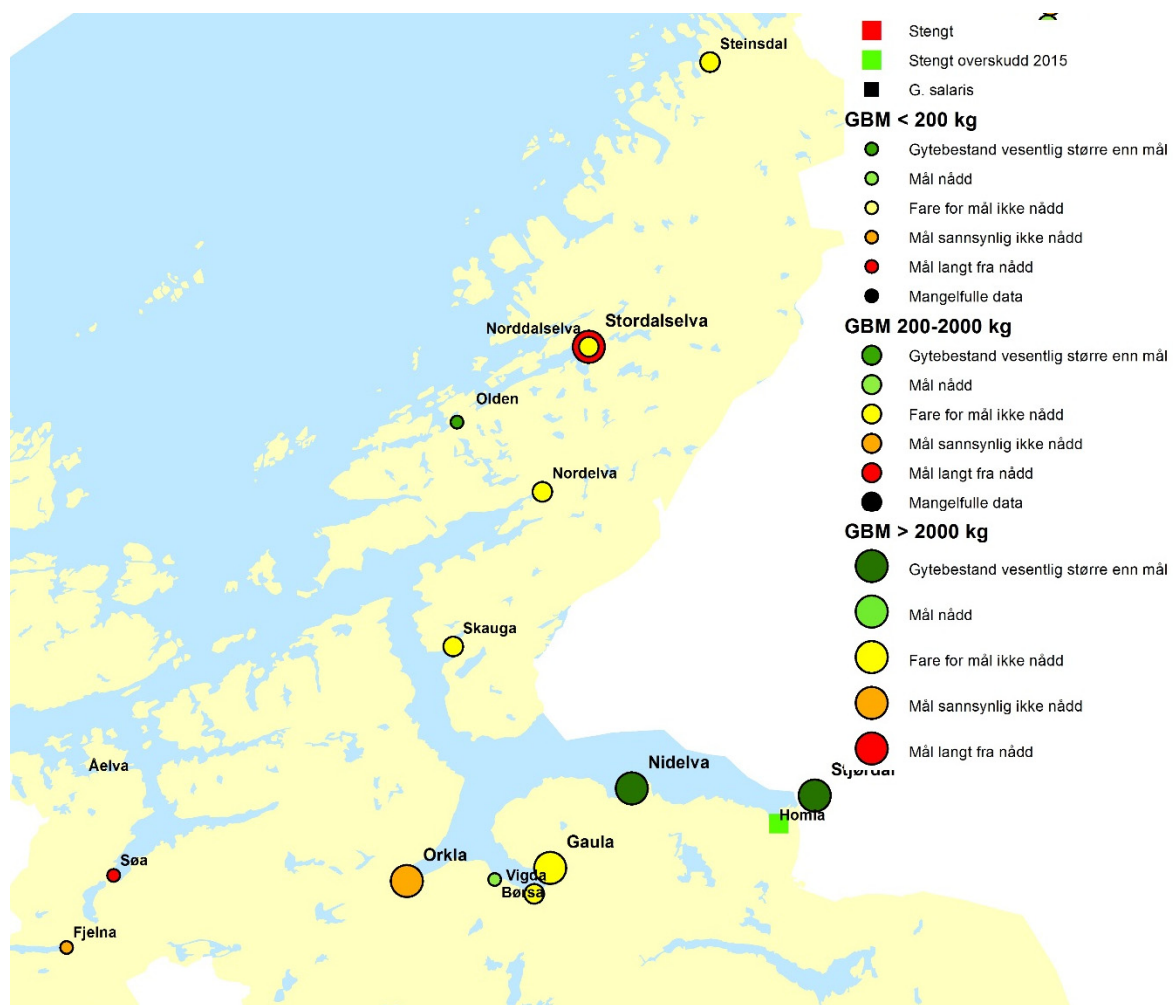 Steinsdal
Stengt
Stengt overskudd 2015
G. salaris
GBM < 200 kg
Gytebestand vesentlig større enn mål
Mål nådd
Fare for mål ikke nådd
Mål sannsynlig ikke nådd
Mål langt fra nådd
Mangelfulle data
GBM 200-2000 kg
Gytebestand vesentlig større enn mål
Mål nådd
Fare for mål ikke nådd
Mål sannsynlig ikke nådd
Mål langt fra nådd
Mangelfulle data
GBM > 2000 kg
Gytebestand vesentlig større enn mål
Mål nådd
Fare for mål ikke nådd
Mål sannsynlig ikke nådd
Mål langt fra nådd
Norddalselva
Stordalselva
Olden
Nordelva
Skauga
Åelva
Nidelva
Stjørdal
Homla
Søa
Orkla
Gaula
Vigda
Børsa
Fjelna